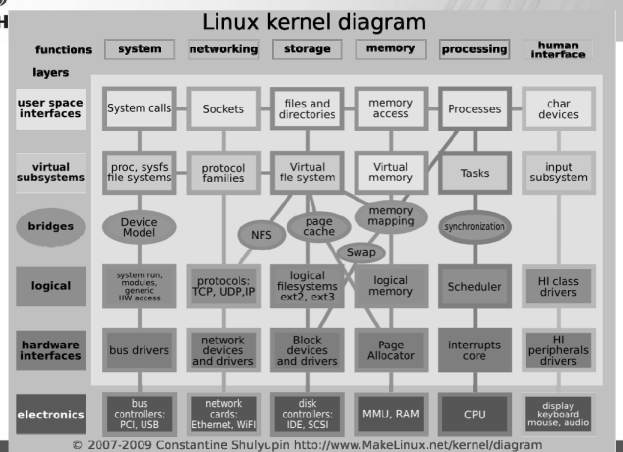 H
Linux kernel diagram
functions
system
networking
storage
memory
processing
human
interface
layers
user space
interfaces
System calls
Sockets
files and
directories
memory
access
Processes
char
devices
virtual
subsystems
proc, sysfs
file systems
protocol
families
Virtual
file system
Virtual
memory
Tasks
input
subsystem
bridges
Device
Model
NFS
page
cache
memory
mapping
Swap
synchronization
logical
system run,
modules,
generic
HW access
protocols:
TCP, UDP,IP
logical
filesystems
ext2, ext3
logical
memory
Scheduler
HI class
drivers
hardware
interfaces
bus drivers
network
devices
and drivers
Block
devices
and drivers
Page
Allocator
interrupts
core
HI
peripherals
drivers
electronics
bus
controllers:
PCI, USB
network
cards:
Ethernet, WiFI
disk
controllers:
IDE, SCSI
MMU, RAM
CPU
display
keyboard
mouse, audio
© 2007-2009 Constantine Shulyupin http://www.MakeLinux.net/kernel/diagram